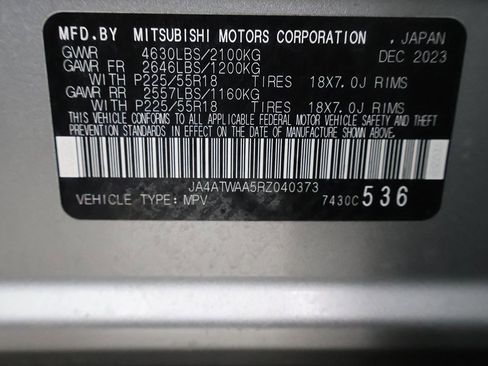 MFD.BY MITSUBISHI MOTORS CORPORATION , JAPAN
GVWR 4630LBS/2100KG DEC 2023
GAWR FR 2646LBS/1200KG
WITH P225/55R18 TIRES 18X7.0J RIMS
GAWR RR 2557LBS/1160KG
WITH P225/55R18 TIRES 18X7.0J RIMS
THIS VEHICLE CONFORMS TO ALL APPLICABLE FEDERAL MOTOR VEHICLE SAFETY AND THEFT
PREVENTION STANDARDS IN EFFECT ON THE DATE OF MANUFACTURE SHOWN ABOVE.
JA4ATWAA5RZ040373
VEHICLE TYPE: MPV 7430C 536